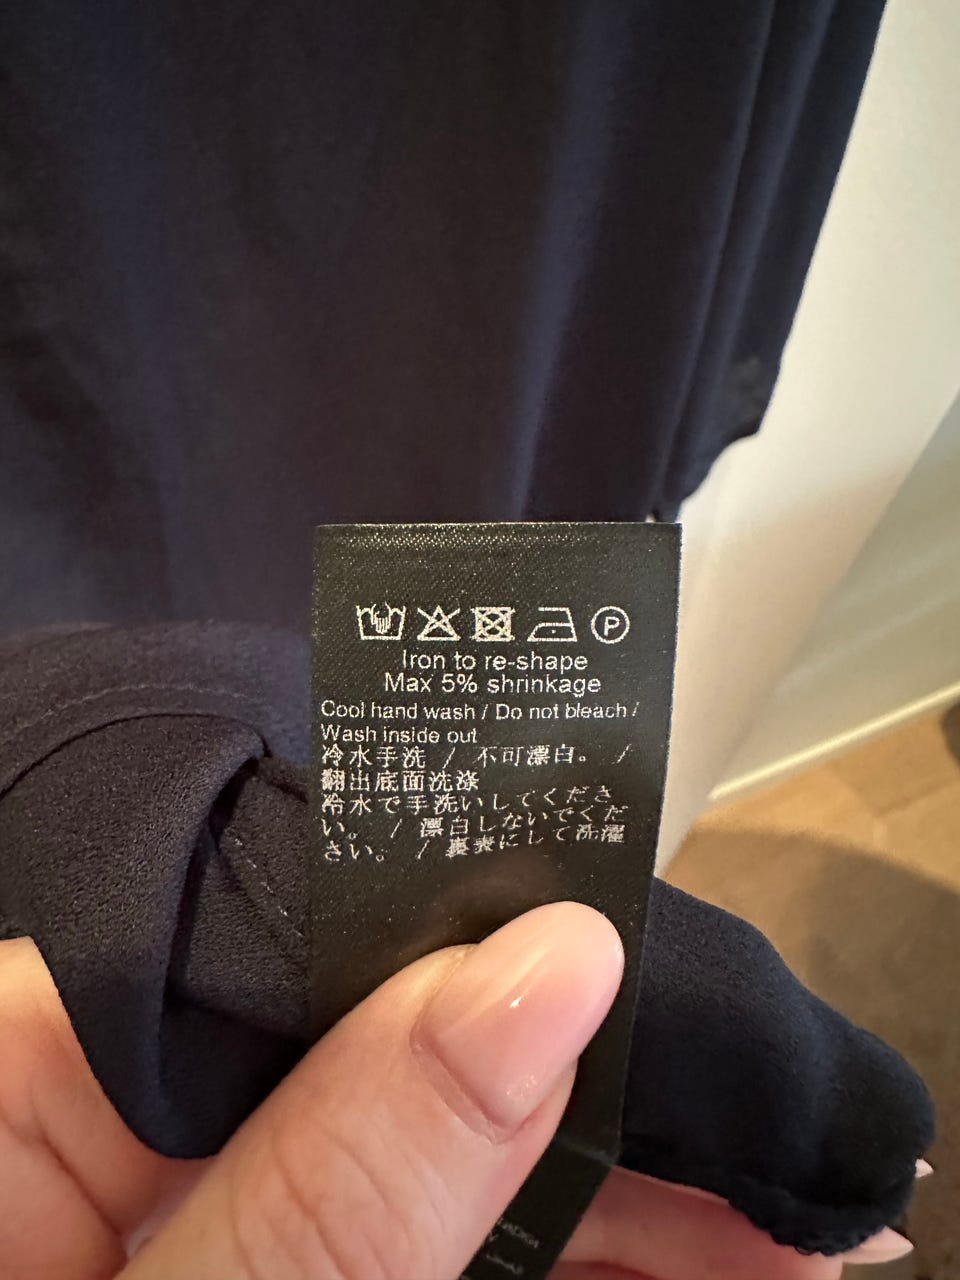 P
Iron to re-shape
Max 5% shrinkage
Cool hand wash / Do not bleach /
Wash inside out
冷水手洗 / 不可漂白。 /
翻出底面洗滌
冷水で手洗いしてくださ
い。 / 漂白しないでくだ
さい。 / 裏表にして洗濯